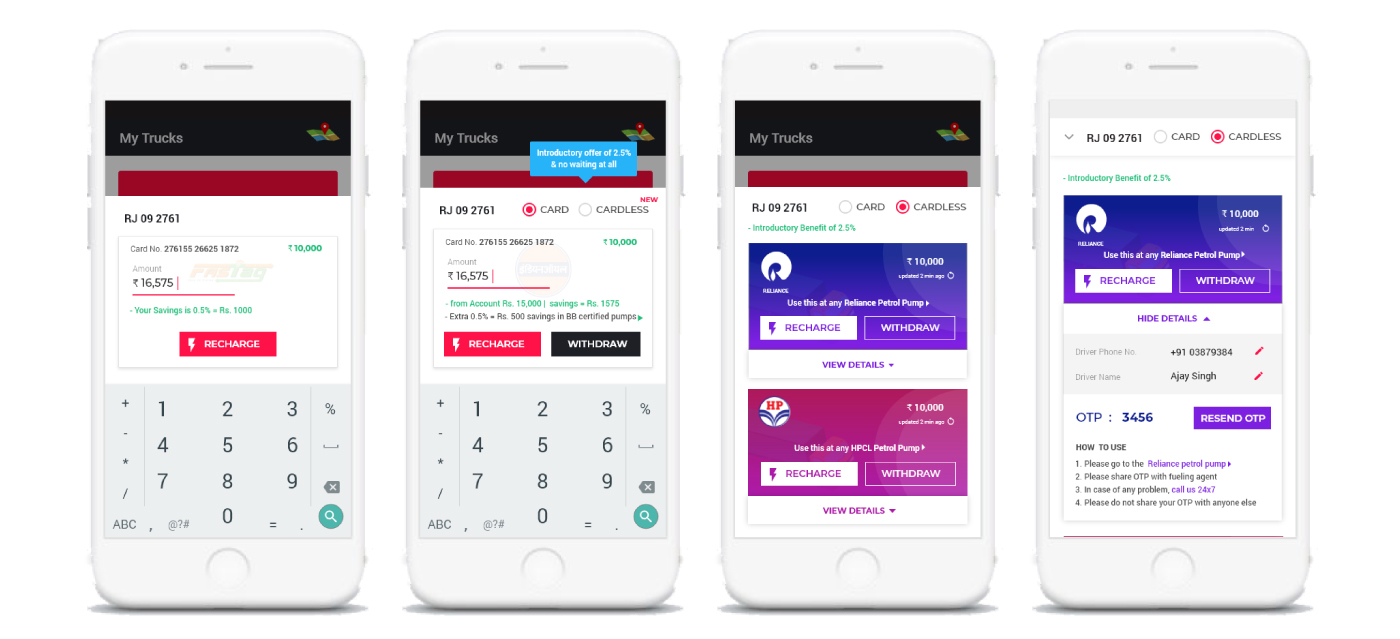 My Trucks
RJ 09 2761
Card No. 276155 26625 1872 ₹ 10,000
Amount
₹ 16,575
FASTag
- Your Savings is 0.5% = Rs. 1000
RECHARGE
+ 1 2 3 %
- 4 5 6
* 7 8 9
/ 0
ABC , @?# = .
My Trucks
Introductory offer of 2.5%
& no waiting at all
NEW
RJ 09 2761 CARD CARDLESS
Card No. 276155 26625 1872 ₹ 10,000
Amount
₹ 16,575
- from Account Rs. 15,000 | savings = Rs. 1575
- Extra 0.5% = Rs. 500 savings in BB certified pumps
RECHARGE WITHDRAW
+ 1 2 3 %
- 4 5 6
* 7 8 9
/ 0
ABC , @?# = .
My Trucks
RJ 09 2761 CARD CARDLESS
- Introductory Benefit of 2.5%
₹ 10,000
updated 2 min ago
RELIANCE
Use this at any Reliance Petrol Pump
RECHARGE WITHDRAW
VIEW DETAILS
HP
₹ 10,000
updated 2 min ago
Use this at any HPCL Petrol Pump
RECHARGE WITHDRAW
VIEW DETAILS
RJ 09 2761 CARD CARDLESS
- Introductory Benefit of 2.5%
₹ 10,000
updated 2 min
RELIANCE
Use this at any Reliance Petrol Pump
RECHARGE WITHDRAW
HIDE DETAILS
Driver Phone No. +91 03879384
Driver Name Ajay Singh
OTP : 3456 RESEND OTP
HOW TO USE
1. Please go to the Reliance petrol pump
2. Please share OTP with fueling agent
3. In case of any problem, call us 24x7
4. Please do not share your OTP with anyone else